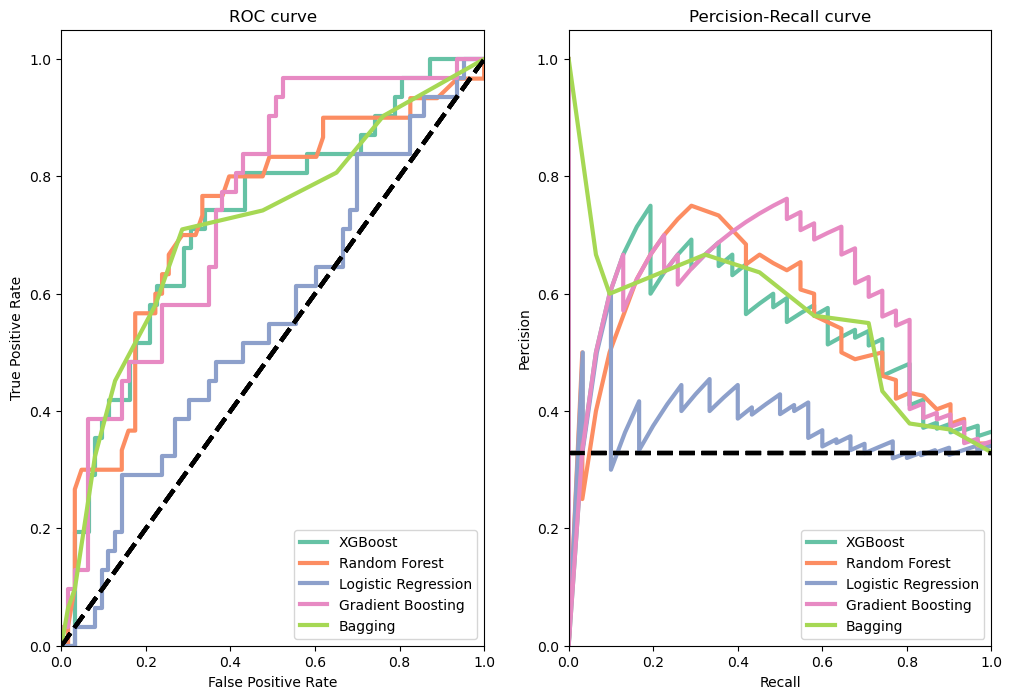 ROC curve
1.0
0.8
0.6
0.4
0.2
0.0
True Positive Rate
0.0 0.2 0.4 0.6 0.8 1.0
False Positive Rate
XGBoost
Random Forest
Logistic Regression
Gradient Boosting
Bagging
Percision-Recall curve
1.0
0.8
0.6
0.4
0.2
0.0
Percision
0.0 0.2 0.4 0.6 0.8 1.0
Recall
XGBoost
Random Forest
Logistic Regression
Gradient Boosting
Bagging